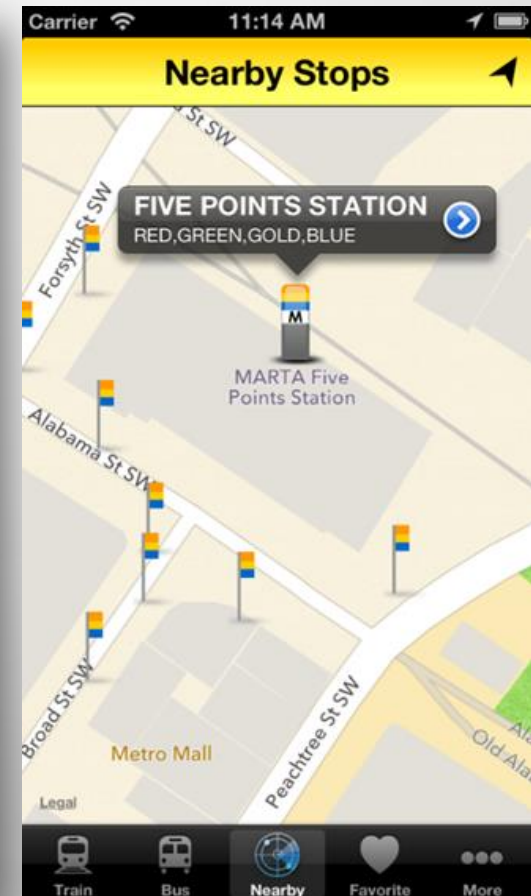 Carrier 11:14 AM
Nearby Stops
St SW
Forsyth St SW
FIVE POINTS STATION
RED,GREEN,GOLD,BLUE
M
MARTA Five
Points Station
Alabama St SW
Broad St SW
Metro Mall
Peachtree St SW
Legal
Train Bus Nearby Favorite More